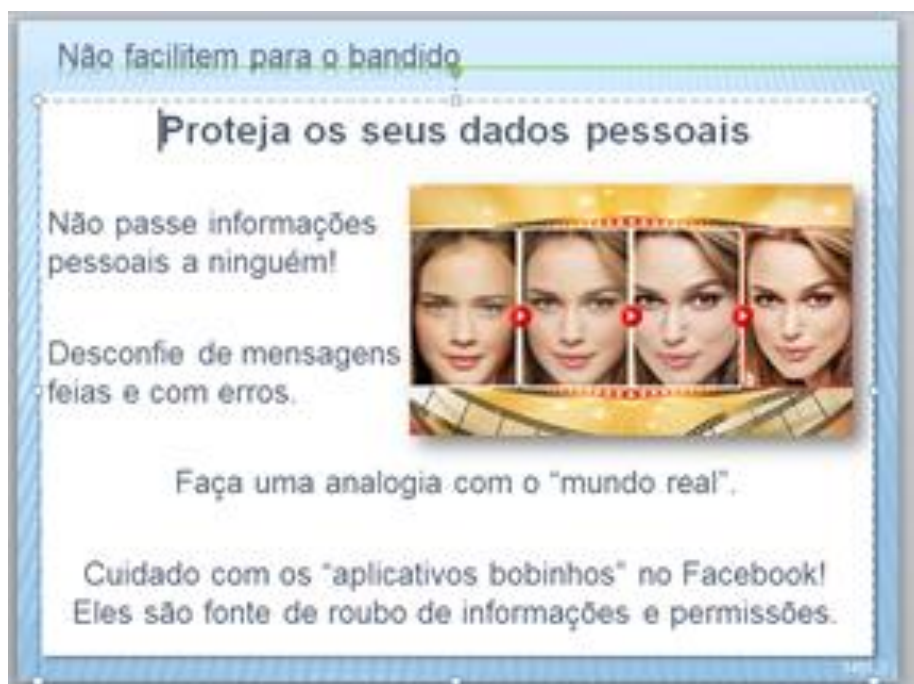 Não facilitem para o bandido
Proteja os seus dados pessoais
Não passe informações
pessoais a ninguém!
Desconfie de mensagens
feias e com erros.
Faça uma analogia com o “mundo real”.
Cuidado com os “aplicativos bobinhos” no Facebook!
Eles são fonte de roubo de informações e permissões.